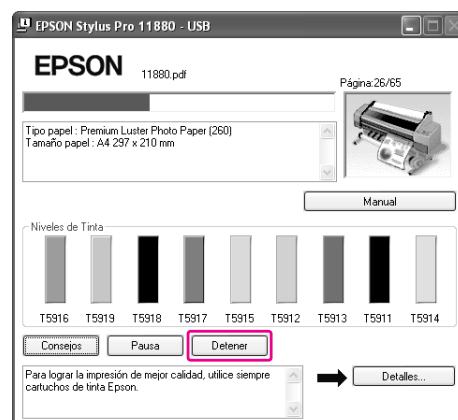 EPSON Stylus Pro 11880 - USB
EPSON
11880.pdf
Página:26/65
Tipo papel : Premium Luster Photo Paper (260)
Tamaño papel : A4 297 x 210 mm
Manual
Niveles de Tinta
T5916 T5919 T5918 T5917 T5915 T5912 T5913 T5911 T5914
Consejos Pausa Detener
Para lograr la impresión de mejor calidad, utilice siempre
cartuchos de tinta Epson.
Detalles...